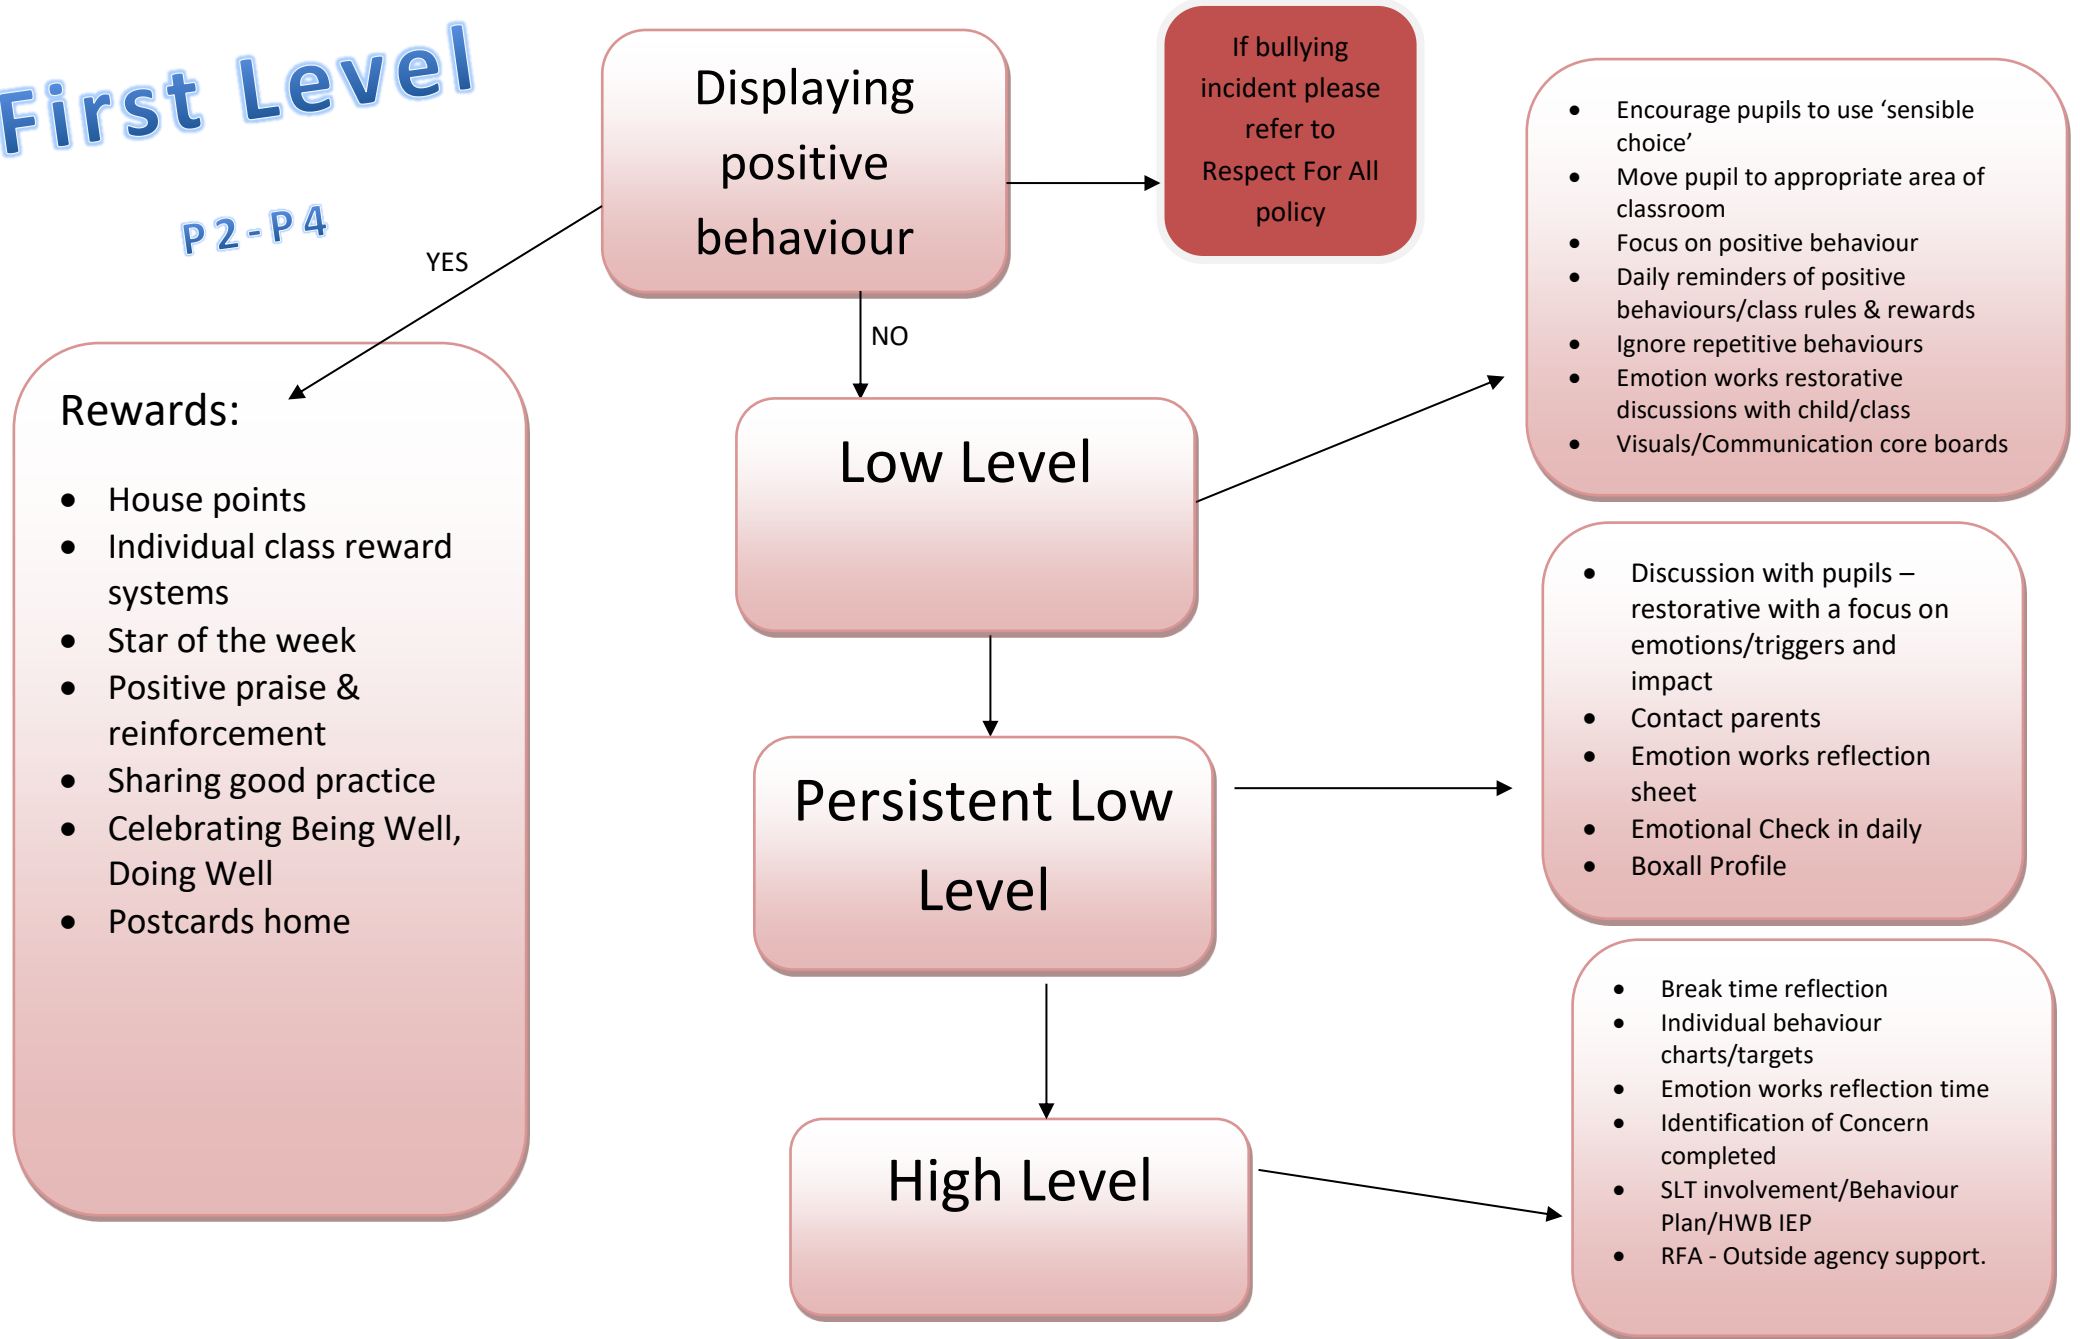 First Level
P2-P4
Displaying
positive
behaviour
If bullying
incident please
refer to
Respect For All
policy
YES
NO
Rewards:
• House points
• Individual class reward
systems
• Star of the week
• Positive praise &
reinforcement
• Sharing good practice
• Celebrating Being Well,
Doing Well
• Postcards home
Low Level
• Encourage pupils to use ‘sensible
choice’
• Move pupil to appropriate area of
classroom
• Focus on positive behaviour
• Daily reminders of positive
behaviours/class rules & rewards
• Ignore repetitive behaviours
• Emotion works restorative
discussions with child/class
• Visuals/Communication core boards
Persistent Low
Level
• Discussion with pupils –
restorative with a focus on
emotions/triggers and
impact
• Contact parents
• Emotion works reflection
sheet
• Emotional Check in daily
• Boxall Profile
High Level
• Break time reflection
• Individual behaviour
charts/targets
• Emotion works reflection time
• Identification of Concern
completed
• SLT involvement/Behaviour
Plan/HWB IEP
• RFA - Outside agency support.